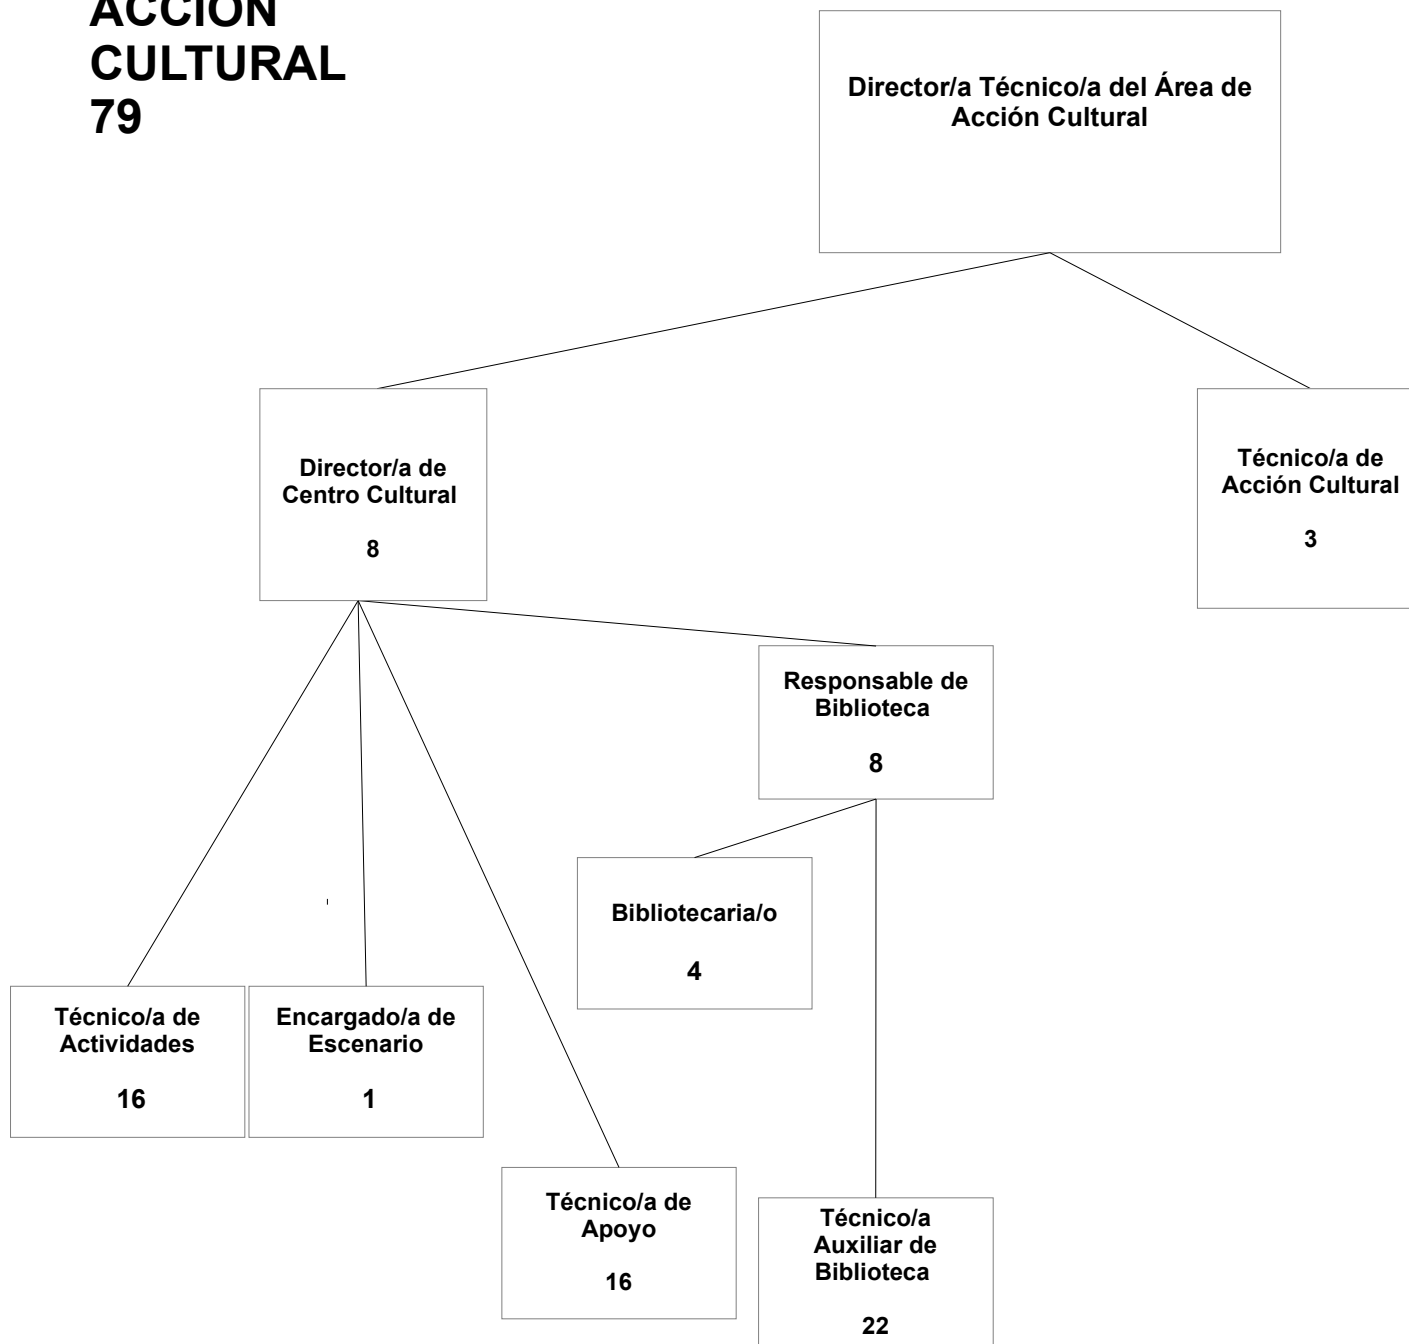 ACCIÓN
CULTURAL
79
Director/a Técnico/a del Área de
Acción Cultural
Director/a de
Centro Cultural
8
Técnico/a de
Acción Cultural
3
Responsable de
Biblioteca
8
Bibliotecaria/o
4
Técnico/a de
Actividades
16
Encargado/a de
Escenario
1
Técnico/a de
Apoyo
16
Técnico/a
Auxiliar de
Biblioteca
22